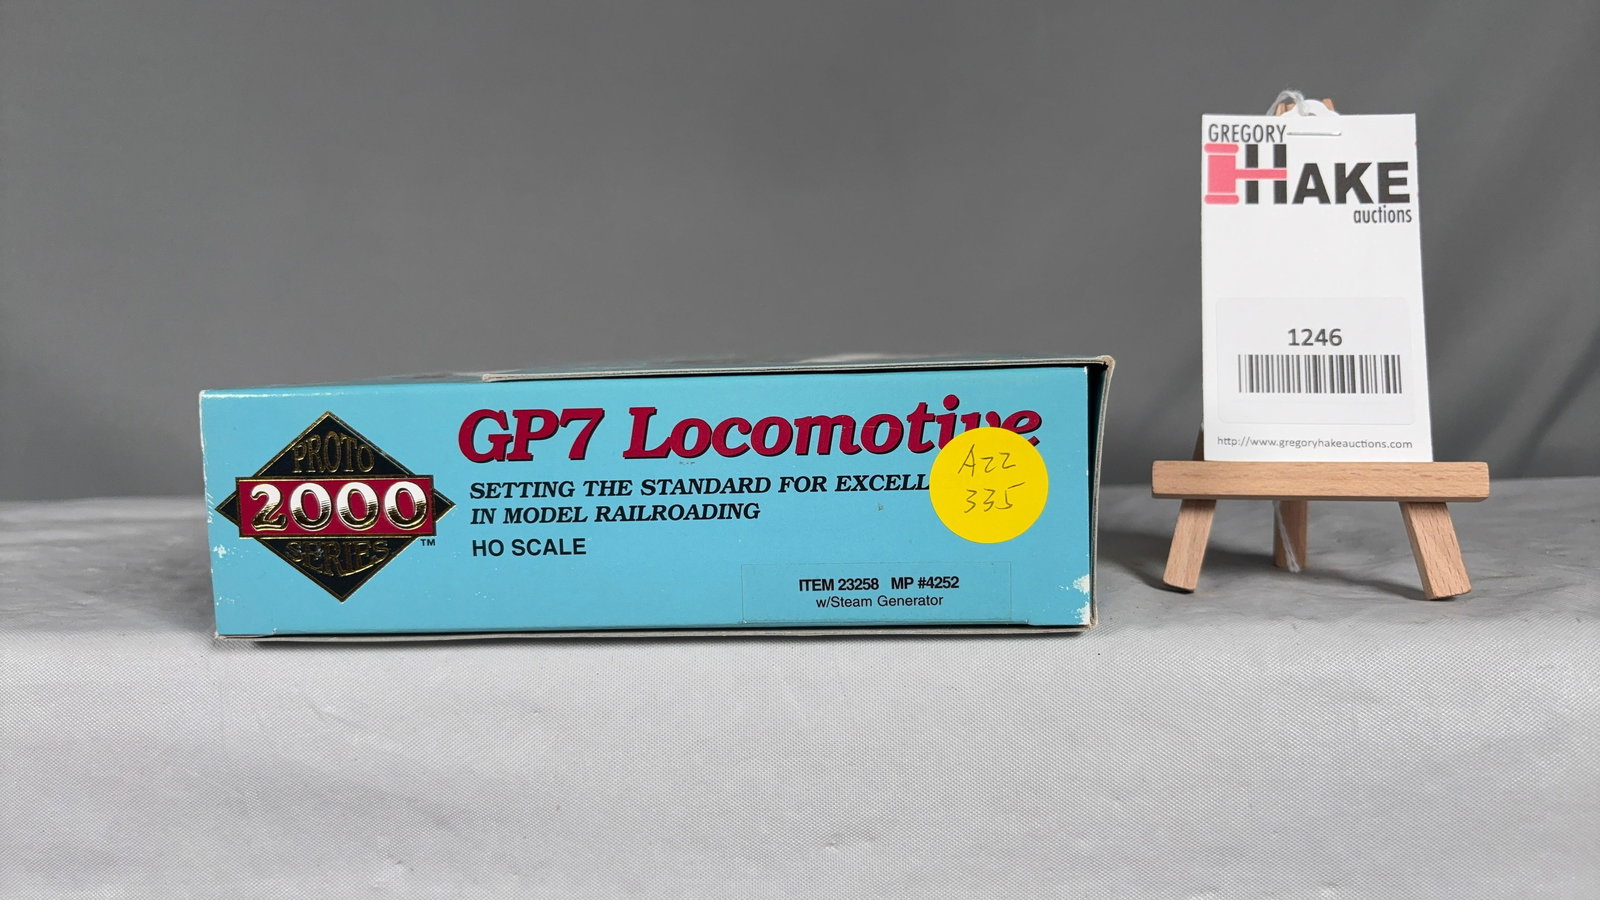 PROTO
2000
SERIES
TM
GP7 Locomotive
SETTING THE STANDARD FOR EXCELL
IN MODEL RAILROADING
HO SCALE
ITEM 23258 MP #4252
w/Steam Generator
A22
335
GREGORY
HAKE
auctions
1246
http://www.gregoryhakeauctions.com